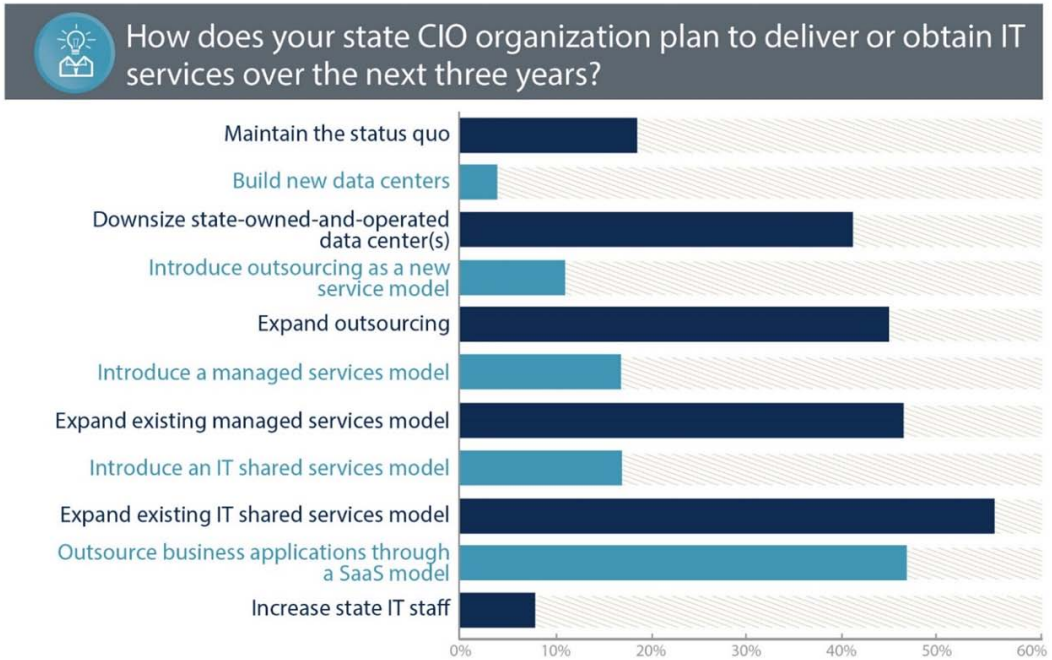 How does your state CIO organization plan to deliver or obtain IT
services over the next three years?
Maintain the status quo
Build new data centers
Downsize state-owned-and-operated
data center(s)
Introduce outsourcing as a new
service model
Expand outsourcing
Introduce a managed services model
Expand existing managed services model
Introduce an IT shared services model
Expand existing IT shared services model
Outsource business applications through
a SaaS model
Increase state IT staff
0% 10% 20% 30% 40% 50% 60%